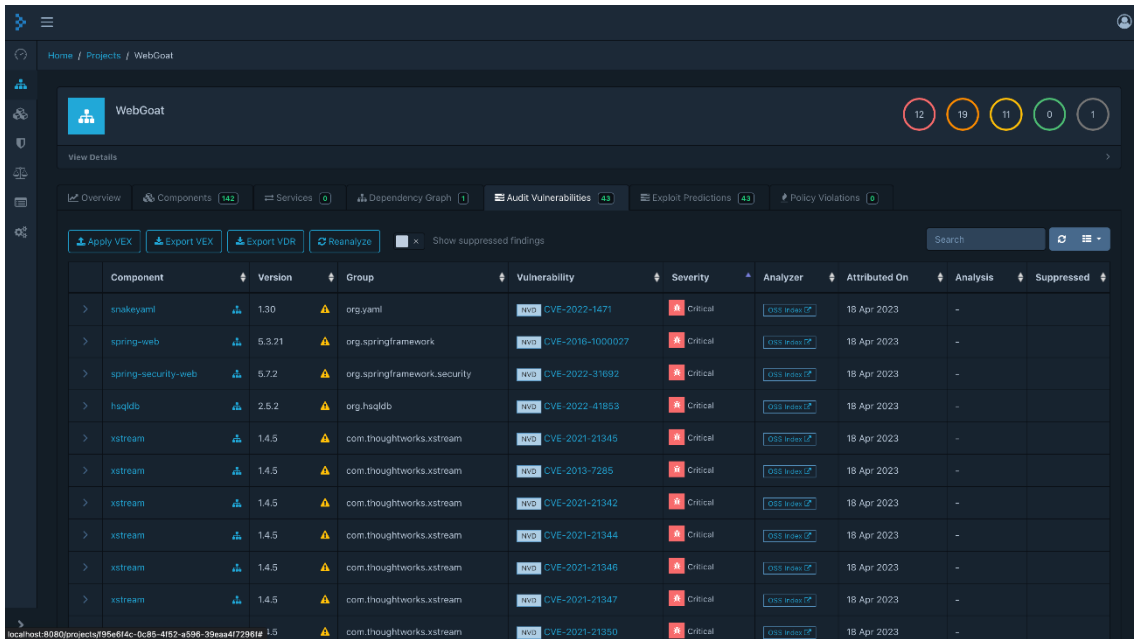 Home / Projects / WebGoat
WebGoat
12 19 11 0 1
View Details
Overview Components 142 Services 0 Dependency Graph 1 Audit Vulnerabilities 43 Exploit Predictions 43 Policy Violations 0
Apply VEX Export VEX Export VDR Reanalyze Show suppressed findings Search
Component Version Group Vulnerability Severity Analyzer Attributed On Analysis Suppressed
snakeyaml 1.30 org.yaml NVD CVE-2022-1471 Critical OSS Index 18 Apr 2023 -
spring-web 5.3.21 org.springframework NVD CVE-2016-1000027 Critical OSS Index 18 Apr 2023 -
spring-security-web 5.7.2 org.springframework.security NVD CVE-2022-31692 Critical OSS Index 18 Apr 2023 -
hsqldb 2.5.2 org.hsqldb NVD CVE-2022-41853 Critical OSS Index 18 Apr 2023 -
xstream 1.4.5 com.thoughtworks.xstream NVD CVE-2021-21345 Critical OSS Index 18 Apr 2023 -
xstream 1.4.5 com.thoughtworks.xstream NVD CVE-2013-7285 Critical OSS Index 18 Apr 2023 -
xstream 1.4.5 com.thoughtworks.xstream NVD CVE-2021-21342 Critical OSS Index 18 Apr 2023 -
xstream 1.4.5 com.thoughtworks.xstream NVD CVE-2021-21344 Critical OSS Index 18 Apr 2023 -
xstream 1.4.5 com.thoughtworks.xstream NVD CVE-2021-21346 Critical OSS Index 18 Apr 2023 -
xstream 1.4.5 com.thoughtworks.xstream NVD CVE-2021-21347 Critical OSS Index 18 Apr 2023 -
localhost:8080/projects/f95e6f4c-0c85-4f52-a596-39eaa4f7296f# 1.5 com.thoughtworks.xstream NVD CVE-2021-21350 Critical OSS Index 18 Apr 2023 -